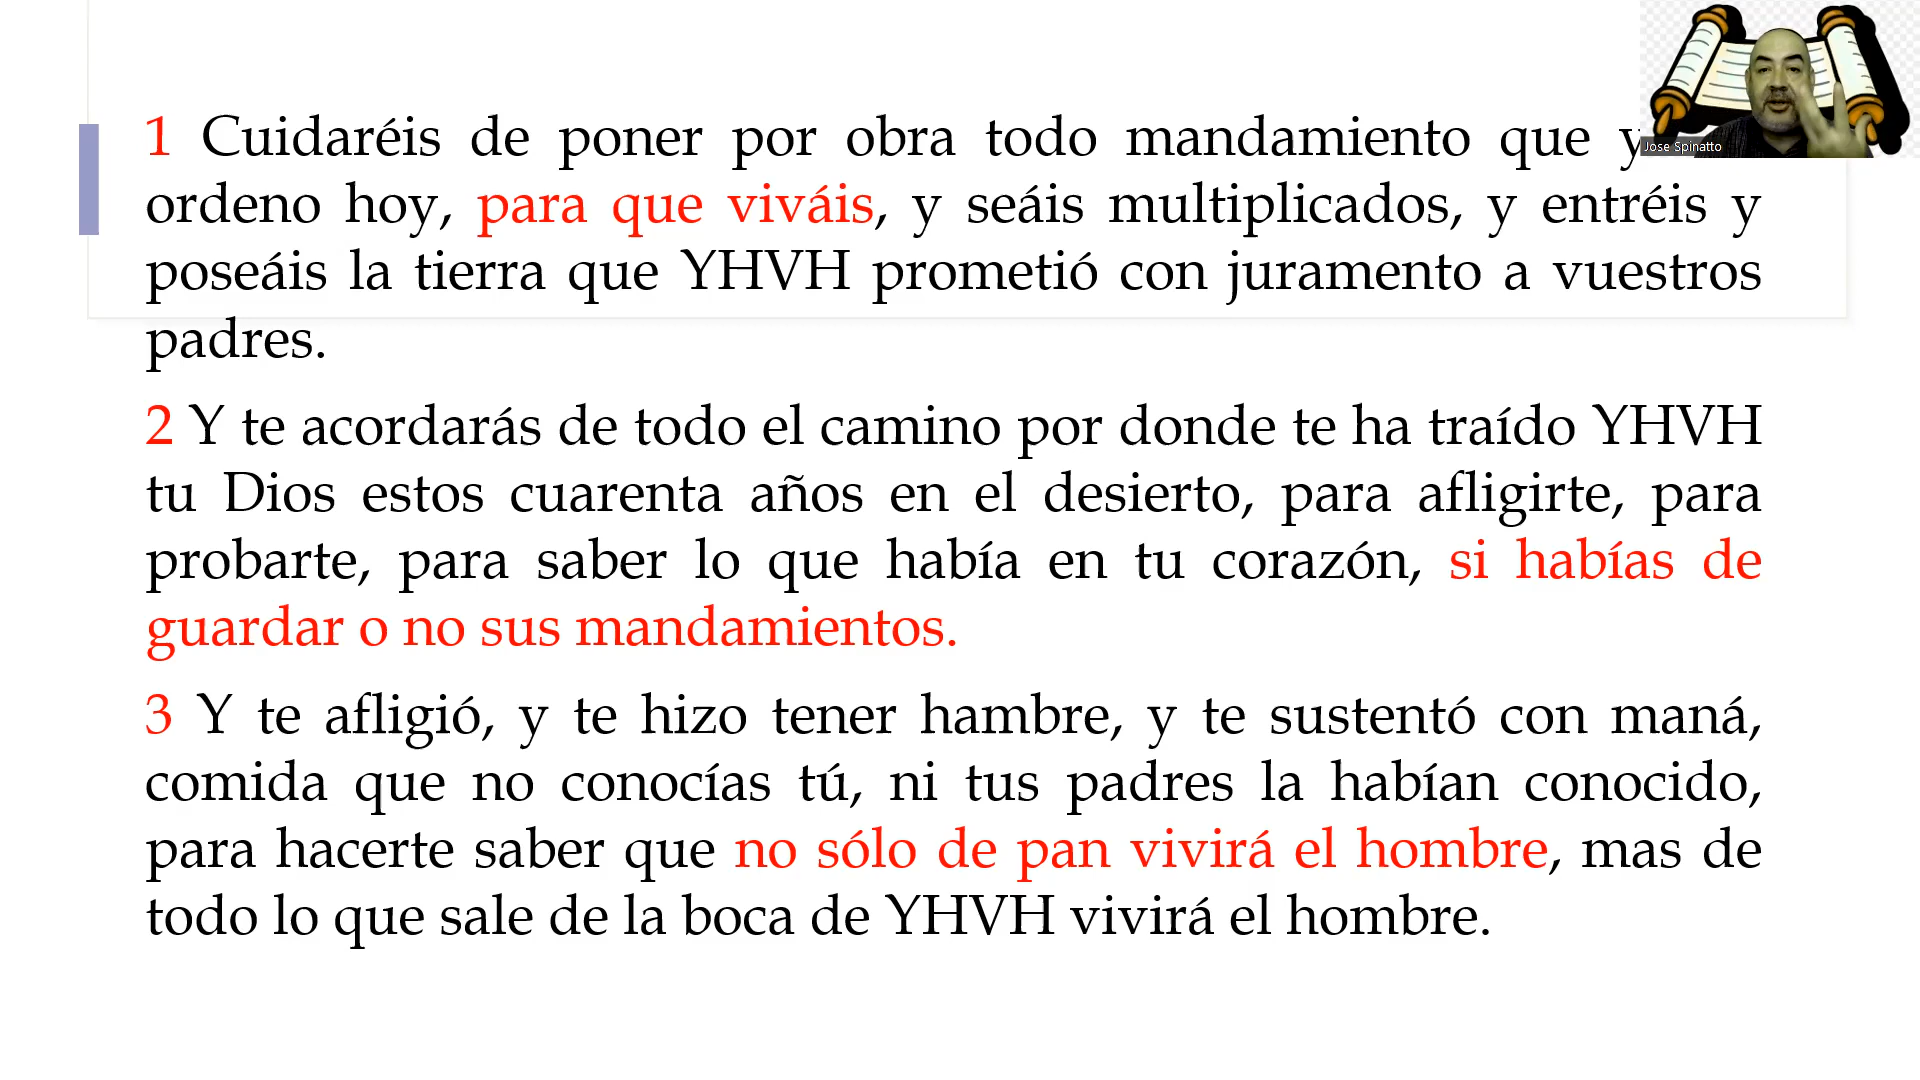 1 Cuidaréis de poner por obra todo mandamiento que
ordeno hoy, para que viváis, y seáis multiplicados, y entréis y
poseáis la tierra que YHVH prometió con juramento a vuestros
padres.
2 Y te acordarás de todo el camino por donde te ha traído YHVH
tu Dios estos cuarenta años en el desierto, para afligirte, para
probarte, para saber lo que había en tu corazón, si habías de
guardar o no sus mandamientos.
3 Y te afligió, y te hizo tener hambre, y te sustentó con maná,
comida que no conocías tú, ni tus padres la habían conocido,
para hacerte saber que no sólo de pan vivirá el hombre, mas de
todo lo que sale de la boca de YHVH vivirá el hombre.
Jose Spinatto